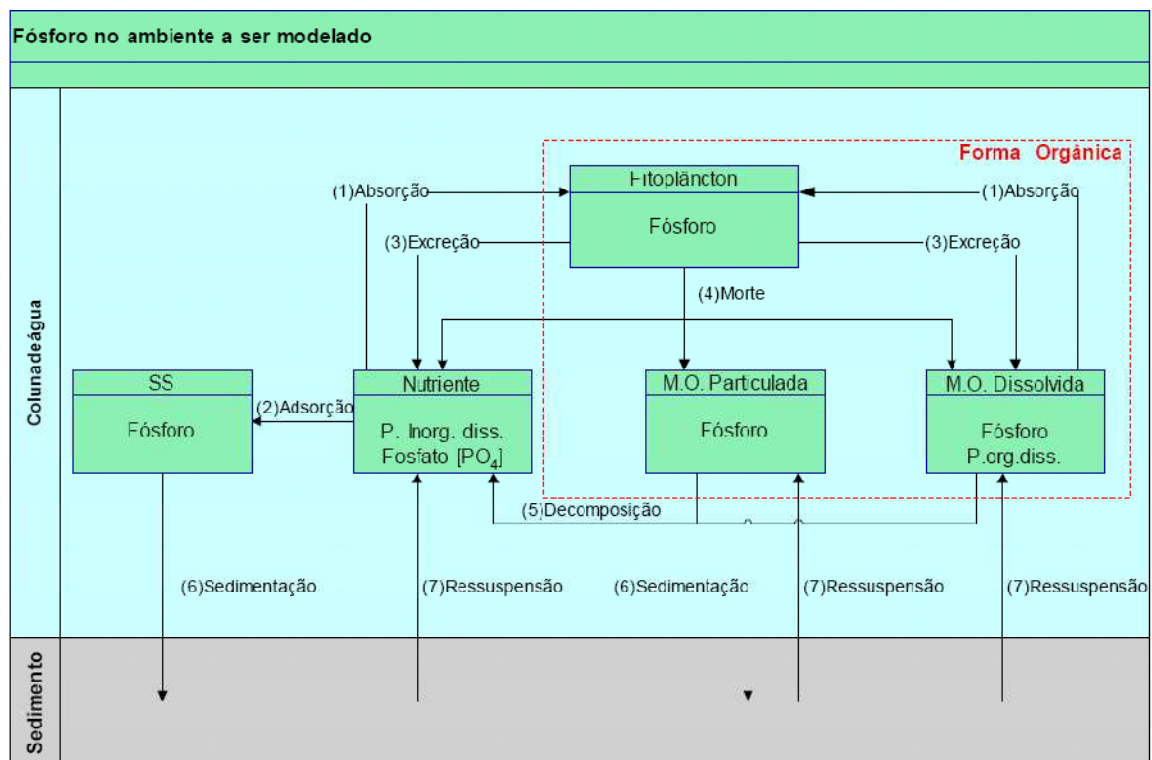 Fósforo no ambiente a ser modelado
Forma Orgânica
Fitoplâncton
(1)Absorção
(1)Absorção
Fósforo
(3)Excreção
(3)Excreção
(4)Morte
Colunadeágua
SS
Nutriente
M.O. Particulada
M.O. Dissolvida
(2)Adsorção
Fósforo
P. Inorg. diss.
Fosfato [PO4]
Fósforo
Fósforo
P.org.diss.
(5)Decomposição
(6)Sedimentação
(7)Ressuspensão
(6)Sedimentação
(7)Ressuspensão
(7)Ressuspensão
Sedimento